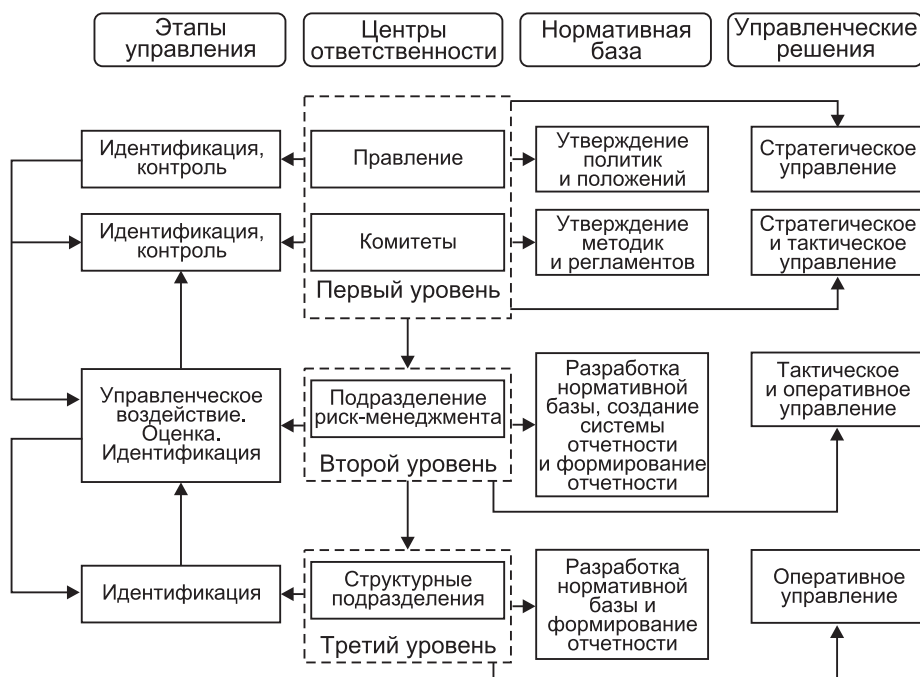 Этапы
управления
Центры
ответственности
Нормативная
база
Управленческие
решения
Идентификация,
контроль
Правление
Утверждение
политик
и положений
Стратегическое
управление
Идентификация,
контроль
Комитеты
Утверждение
методик
и регламентов
Стратегическое
и тактическое
управление
Первый уровень
Управленческое
воздействие.
Оценка.
Идентификация
Подразделение
риск-менеджмента
Второй уровень
Разработка
нормативной
базы, создание
системы
отчетности
и формирование
отчетности
Тактическое
и оперативное
управление
Идентификация
Структурные
подразделения
Третий уровень
Разработка
нормативной
базы и
формирование
отчетности
Оперативное
управление